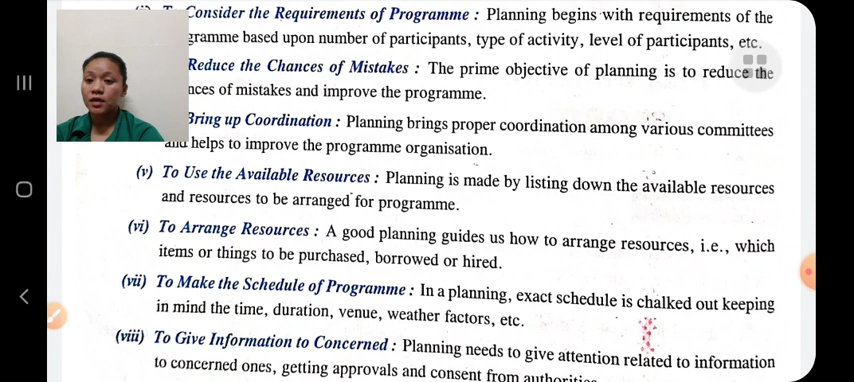 Consider the Requirements of Programme : Planning begins with requirements of the
gramme based upon number of participants, type of activity, level of participants, etc.
Reduce the Chances of Mistakes : The prime objective of planning is to reduce the
nces of mistakes and improve the programme.
Bring up Coordination : Planning brings proper coordination among various committees
and helps to improve the programme organisation.
(v) To Use the Available Resources : Planning is made by listing down the available resources
and resources to be arranged for programme.
(vi) To Arrange Resources : A good planning guides us how to arrange resources, i.e., which
items or things to be purchased, borrowed or hired.
(vii) To Make the Schedule of Programme : In a planning, exact schedule is chalked out keeping
in mind the time, duration, venue, weather factors, etc.
(viii) To Give Information to Concerned : Planning needs to give attention related to information
to concerned ones, getting approvals and consent from